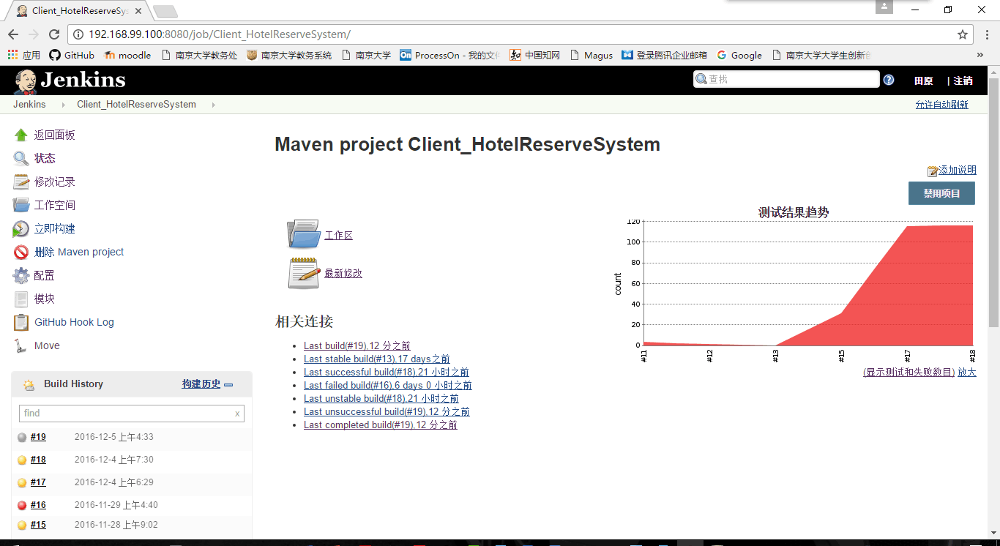 Client_HotelReserveSys
192.168.99.100:8080/job/Client_HotelReserveSystem/
应用 GitHub moodle 南京大学教务处 南京大学教务系统 南京大学 ProcessOn - 我的文 中国知网 Magus 登录腾讯企业邮箱 Google 南京大学大学生创新 »
Jenkins 查找 田原 | 注销
Jenkins Client_HotelReserveSystem 允许自动刷新
返回面板
状态
修改记录
工作空间
立即构建
删除 Maven project
配置
模块
GitHub Hook Log
Move
Build History 构建历史
find x
#19 2016-12-5 上午4:33
#18 2016-12-4 上午7:30
#17 2016-12-4 上午6:29
#16 2016-11-29 上午4:40
#15 2016-11-28 上午9:02
Maven project Client_HotelReserveSystem
添加说明
禁用项目
工作区
最新修改
相关连接
Last build(#19),12 分之前
Last stable build(#13),17 days之前
Last successful build(#18),21 小时之前
Last failed build(#16),6 days 0 小时之前
Last unstable build(#18),21 小时之前
Last unsuccessful build(#19),12 分之前
Last completed build(#19),12 分之前
测试结果趋势
count
120
100
80
60
40
20
0
#11 #12 #13 #15 #17 #18
(显示测试和失败数目) 放大